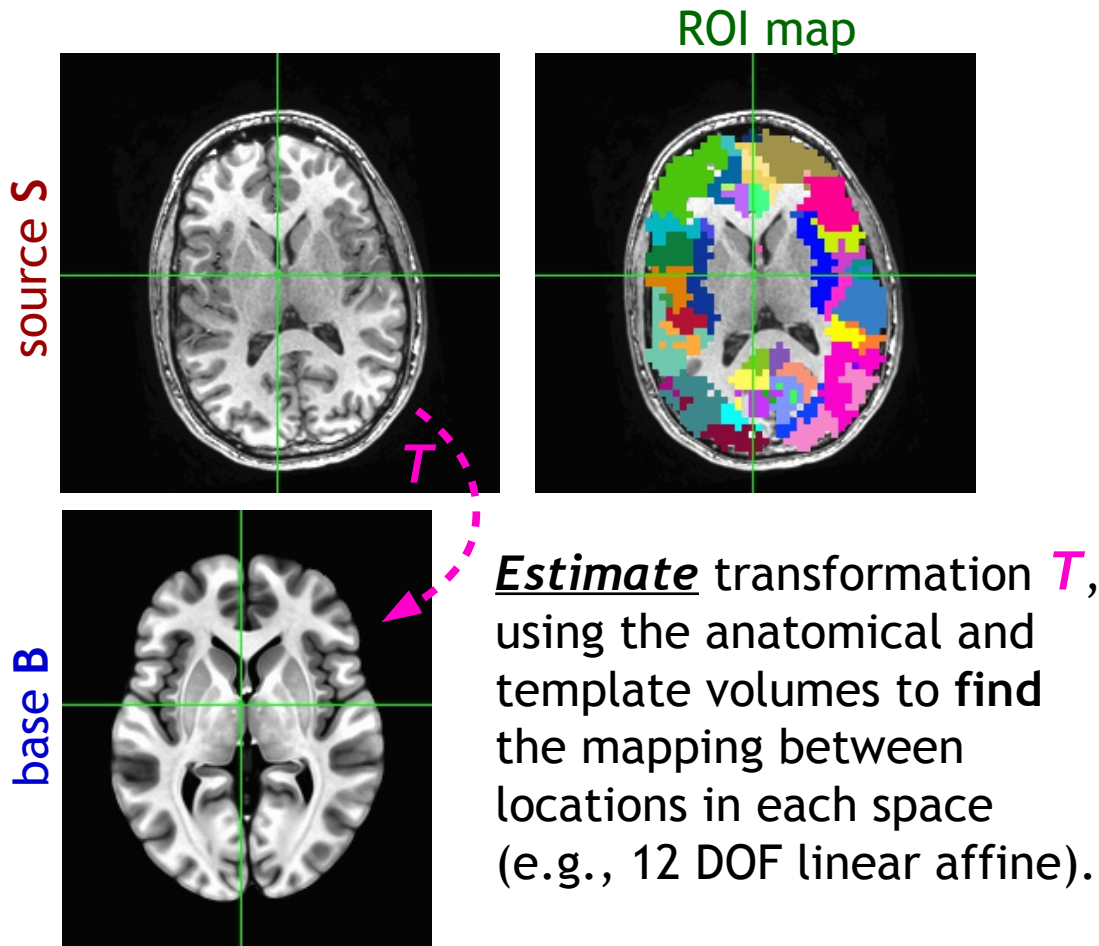 ROI map
source S
T
base B
Estimate transformation T,
using the anatomical and
template volumes to find
the mapping between
locations in each space
(e.g., 12 DOF linear affine).